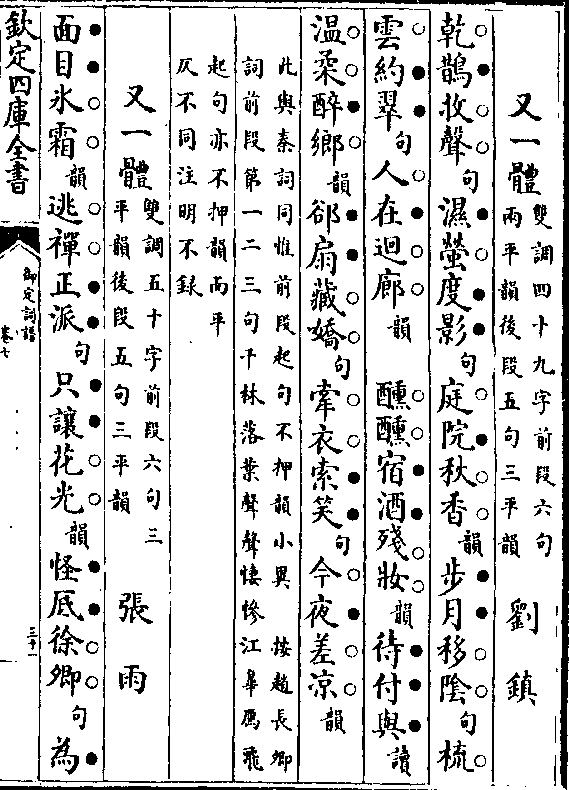 又一體 雙調四十九字前段六句
兩平韻後段五句三平韻 劉鎮
乾鵲收聲句濕螢度影句庭院秋香韻步月移陰句梳
雲約翠句人在迴廊韻 醺醺宿酒殘妝韻待付與讀
温柔醉鄉韻郤扇藏嬌句牽衣索笑句今夜差涼韻
此與秦詞同惟前段起句不押韻小異 按趙長卿
詞前段第一二三句千林落葉聲聲悽慘江臯鴈飛
起句亦不押韻而平
仄不同注明不録
又一體 雙調五十字前段六句三
平韻後段五句三平韻 張雨
面目冰霜韻逃禪正派句只讓花光韻怪底徐卿句為
欽定四庫全書
御定詞譜
卷七
三十一